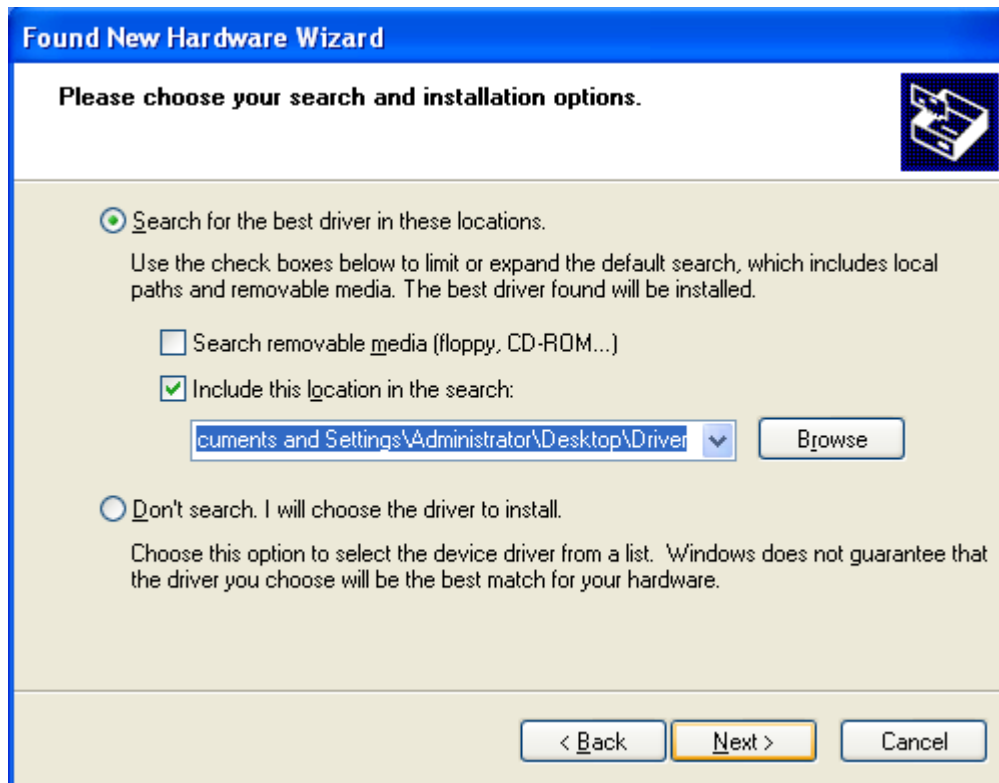 Found New Hardware Wizard
Please choose your search and installation options.
Search for the best driver in these locations.
Use the check boxes below to limit or expand the default search, which includes local
paths and removable media. The best driver found will be installed.
Search removable media (floppy, CD-ROM...)
Include this location in the search:
cuments and Settings\Administrator\Desktop\Driver
Browse
Don't search. I will choose the driver to install.
Choose this option to select the device driver from a list.  Windows does not guarantee that
the driver you choose will be the best match for your hardware.
< Back
Next >
Cancel